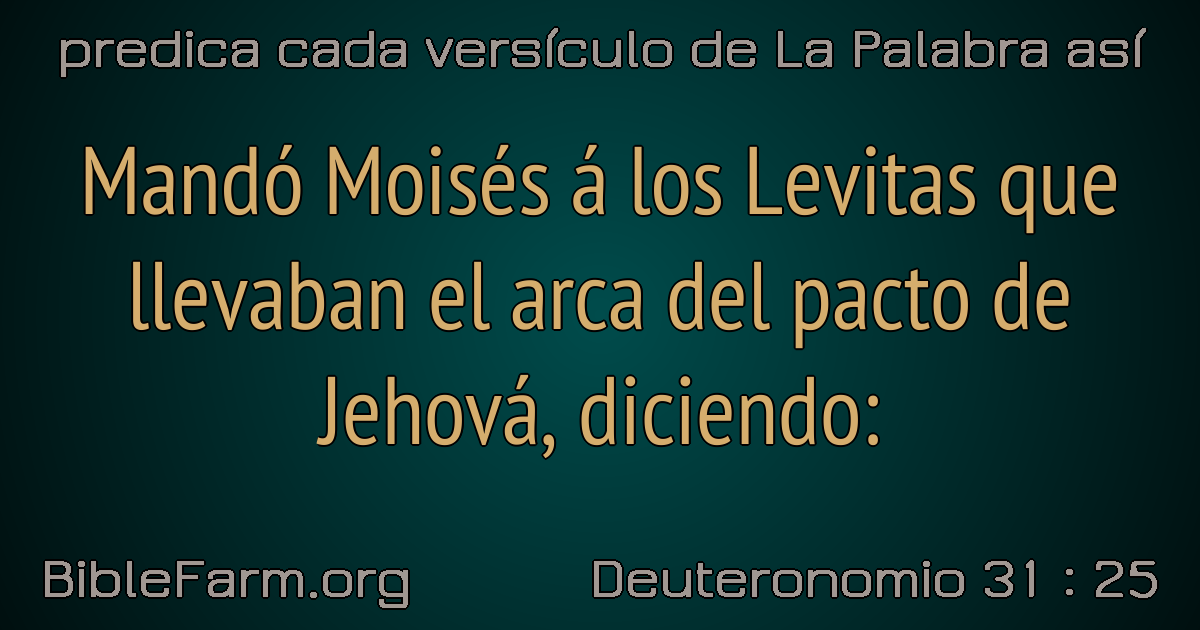 predica cada versículo de La Palabra así
Mandó Moisés á los Levitas que
llevaban el arca del pacto de
Jehová, diciendo:
BibleFarm.org
Deuteronomio 31 : 25